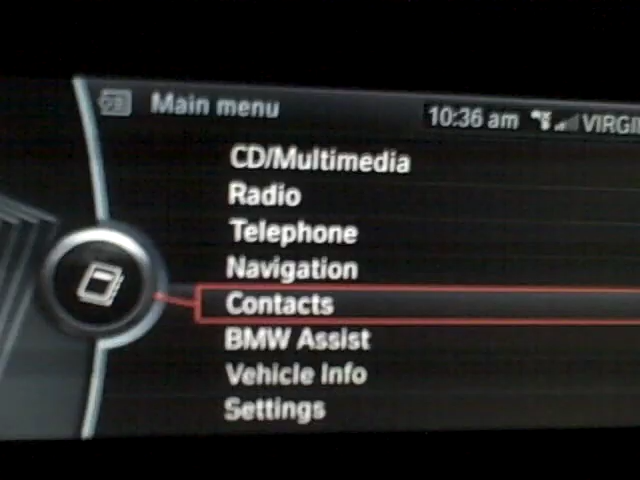 Main menu
10:36 am VIRGI
CD/Multimedia
Radio
Telephone
Navigation
Contacts
BMW Assist
Vehicle Info
Settings